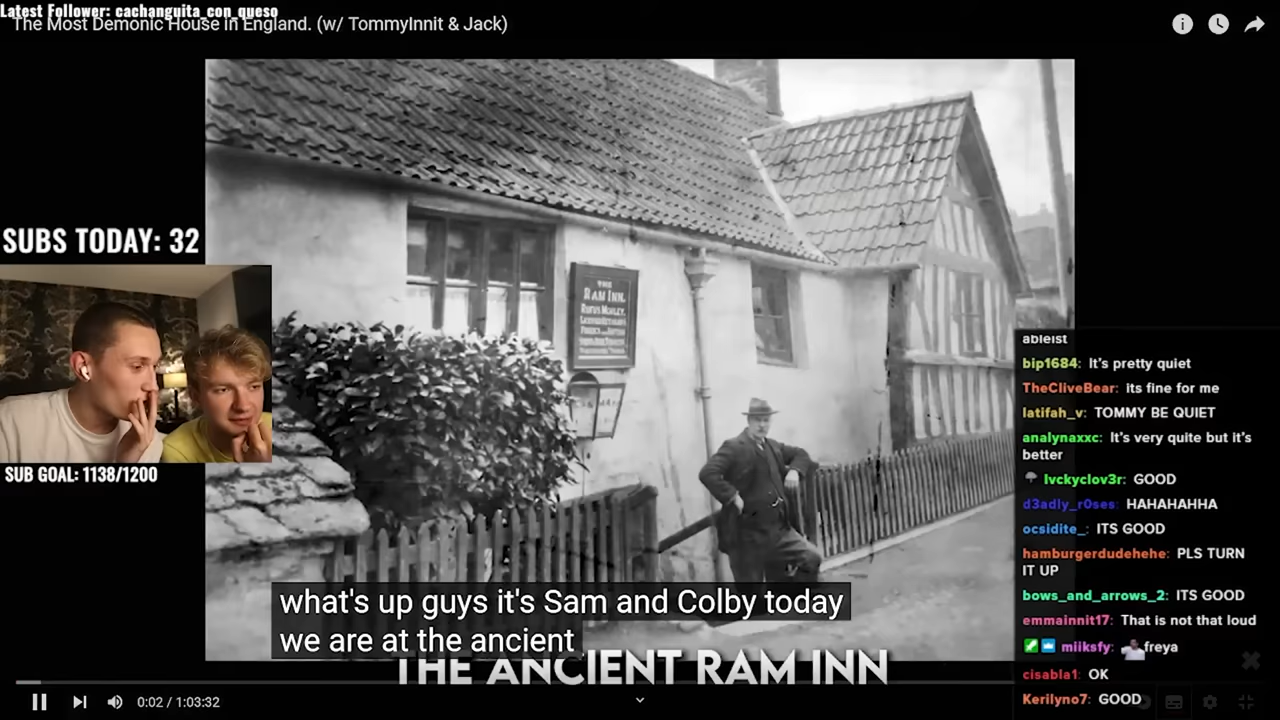 Latest Follower: cachanguita_con_queso
The Most Demonic House in England. (w/ TommyInnit & Jack)
SUBS TODAY: 32
SUB GOAL: 1138/1200
THE
RAM INN.
RUFUS MORLEY.
ableist
bip1684: It's pretty quiet
TheCliveBear: its fine for me
latifah_v: TOMMY BE QUIET
analynaxxc: It's very quite but it's
better
lvckyclov3r: GOOD
d3adly_r0ses: HAHAHAHHA
ocsidite_: ITS GOOD
hamburgerdudehehe: PLS TURN
IT UP
bows_and_arrows_2: ITS GOOD
emmainnit17: That is not that loud
miiksfy: freya
cisabla1: OK
Kerilyno7: GOOD
what's up guys it's Sam and Colby today
we are at the ancient
THE ANCIENT RAM INN
0:02 / 1:03:32